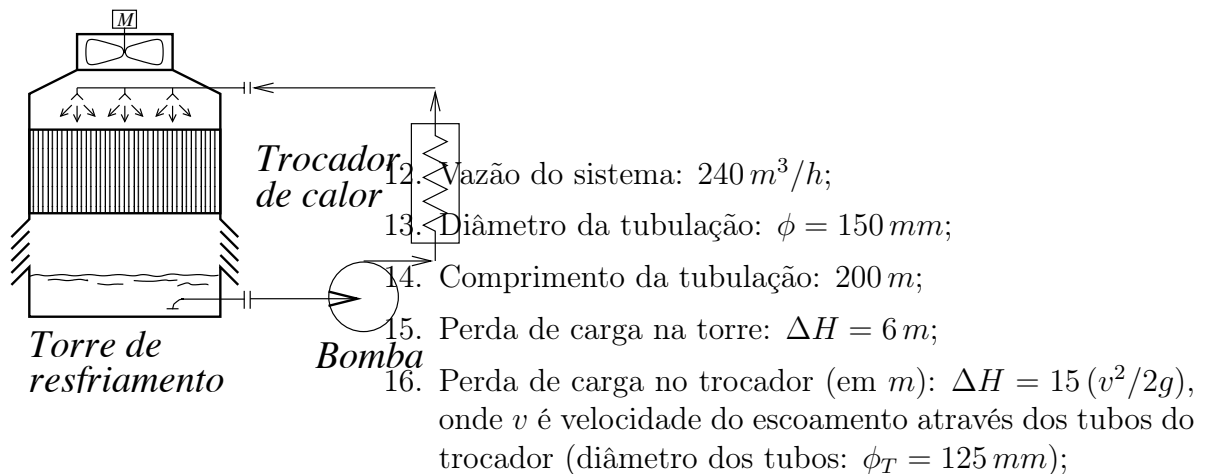 M
Trocador
de calor
Torre de
resfriamento
Bomba
12. Vazão do sistema: 240 m³/h;
13. Diâmetro da tubulação: ϕ = 150 mm;
14. Comprimento da tubulação: 200 m;
15. Perda de carga na torre: ΔH = 6 m;
16. Perda de carga no trocador (em m): ΔH = 15 (v²/2g),
onde v é velocidade do escoamento através dos tubos do
trocador (diâmetro dos tubos: ϕ_T = 125 mm);